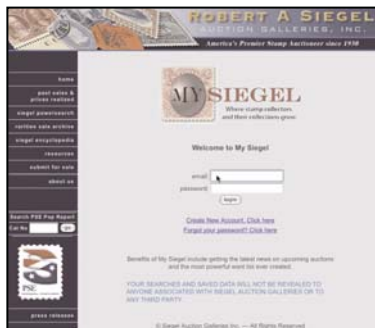 ROBERT A SIEGEL
AUCTION GALLERIES, INC.
America's Premier Stamp Auctioneer since 1930
home
past sales &
prices realized
siegel powersearch
rarities sale archive
siegel encyclopedia
resources
submit for sale
about us
Search PSE Pop Report
Cat No
go
PSE
press releases
MY SIEGEL
Where stamp collectors
and their collections grow
Welcome to My Siegel
email:
password:
login
Create New Account, Click here
Forgot your password? Click here
Benefits of My Siegel include getting the latest news on upcoming auctions
and the most powerful want list ever created.
YOUR SEARCHES AND SAVED DATA WILL NOT BE REVEALED TO
ANYONE ASSOCIATED WITH SIEGEL AUCTION GALLERIES OR TO
ANY THIRD PARTY
© Siegel Auction Galleries Inc. — All Rights Reserved